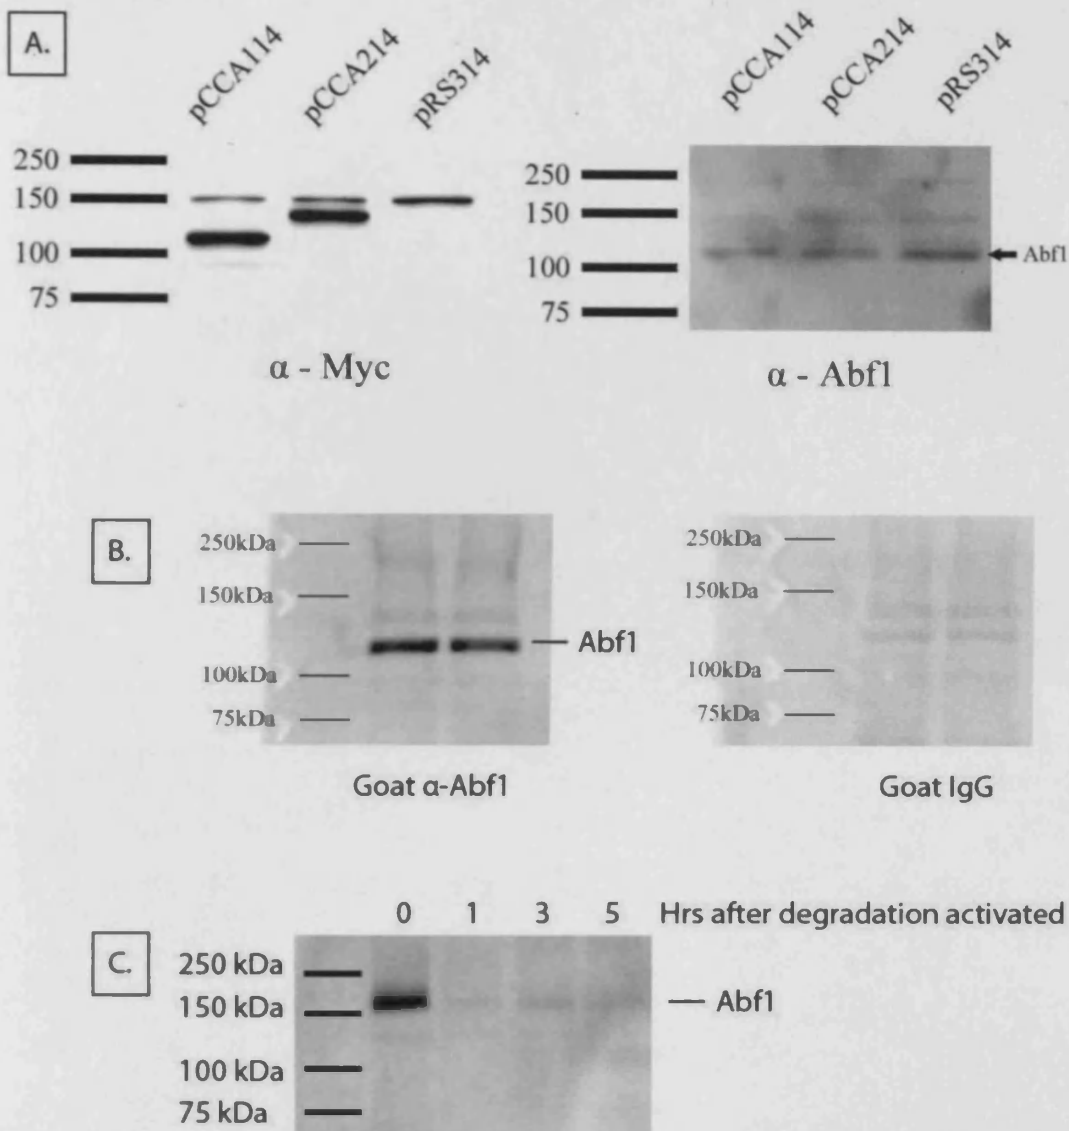 A.
pCCA114 pCCA214 pRS314
250
150
100
75
α - Myc
pCCA114 pCCA214 pRS314
250
150
100
75
Abf1
α - Abf1
B.
250kDa
150kDa
100kDa
75kDa
Abf1
Goat α-Abf1
250kDa
150kDa
100kDa
75kDa
Goat IgG
C.
0 1 3 5 Hrs after degradation activated
250 kDa
150 kDa
100 kDa
75 kDa
Abf1